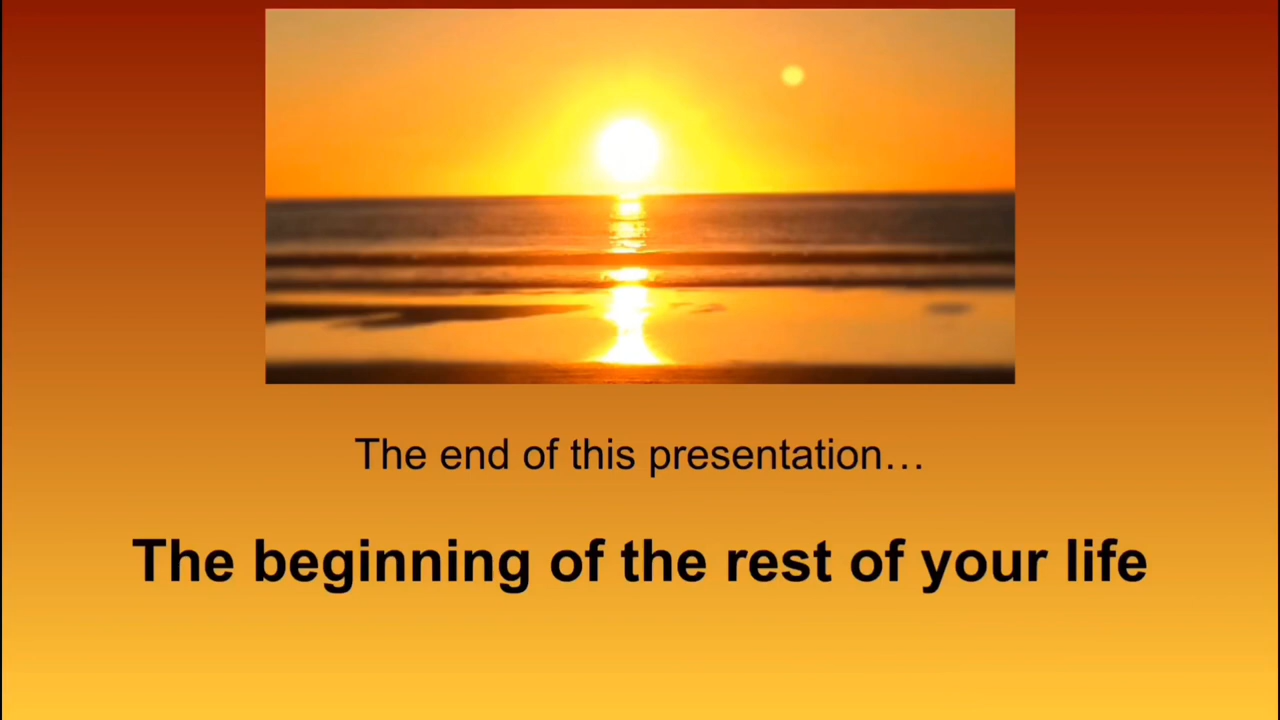 The end of this presentation…
The beginning of the rest of your life